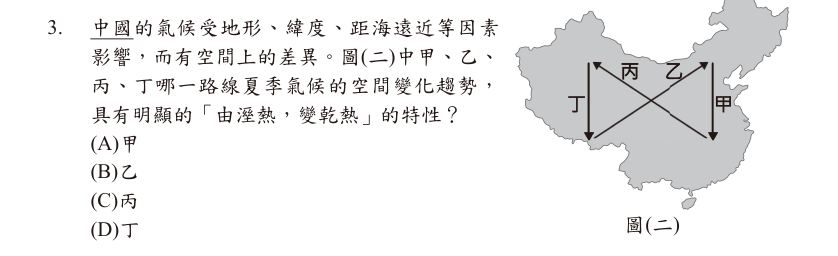 3. 中國的氣候受地形、緯度、距海遠近等因素
影響，而有空間上的差異。圖(二)中甲、乙、
丙、丁哪一路線夏季氣候的空間變化趨勢，
具有明顯的「由溼熱，變乾熱」的特性？
(A)甲
(B)乙
(C)丙
(D)丁
丙 乙
丁 甲
圖(二)